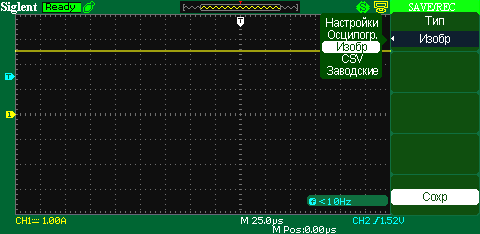 Siglent Ready SAVE/REC
T
Тип
Изобр
Настройки
Осцилогр.
Изобр
CSV
Заводские
T
1
f <10Hz
Сохр
CH1 1.00A M 25.0µs CH2 /1.52V
M Pos:0.00µs